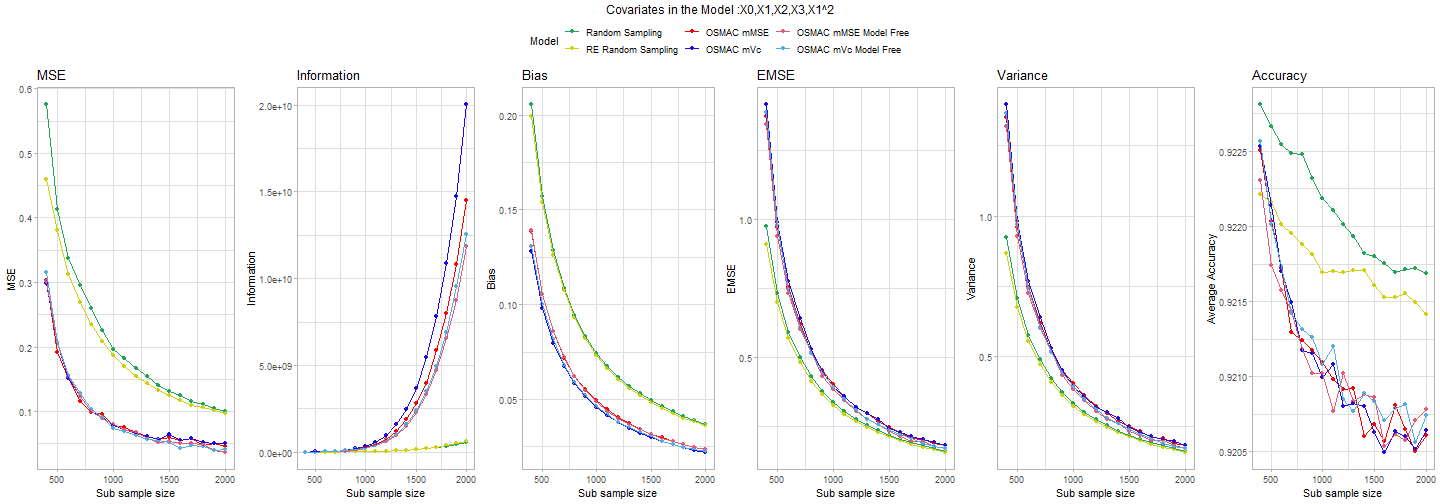 Covariates in the Model :X0,X1,X2,X3,X1^2
Model
Random Sampling
OSMAC mMSE
OSMAC mMSE Model Free
RE Random Sampling
OSMAC mVc
OSMAC mVc Model Free
MSE
0.6
0.5
0.4
0.3
0.2
0.1
MSE
500 1000 1500 2000
Sub sample size
Information
2.0e+10
1.5e+10
1.0e+10
5.0e+09
0.0e+00
Information
500 1000 1500 2000
Sub sample size
Bias
0.20
0.15
0.10
0.05
Bias
500 1000 1500 2000
Sub sample size
EMSE
1.0
0.5
EMSE
500 1000 1500 2000
Sub sample size
Variance
1.0
0.5
Variance
500 1000 1500 2000
Sub sample size
Accuracy
0.9225
0.9220
0.9215
0.9210
0.9205
Average Accuracy
500 1000 1500 2000
Sub sample size